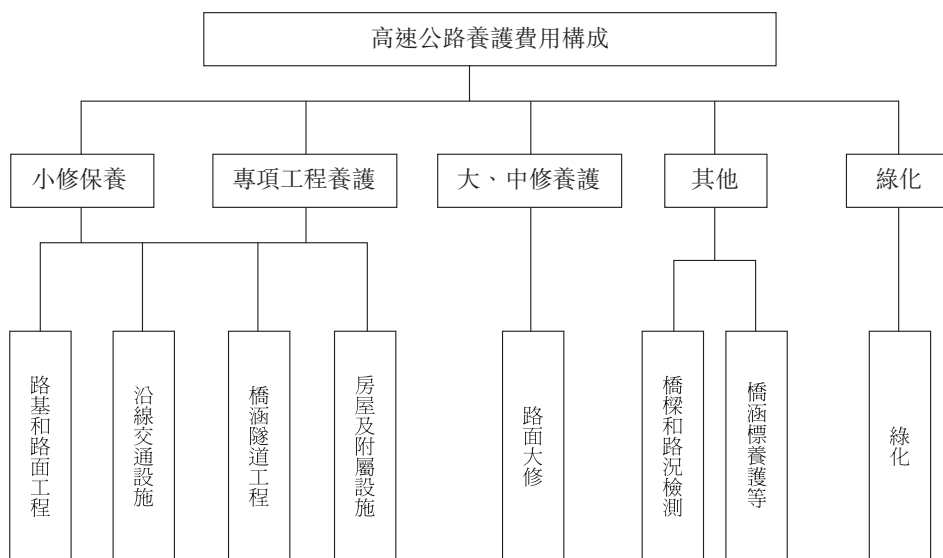 高速公路養護費用構成
小修保養
專項工程養護
大、中修養護
其他
綠化
路基和路面工程
沿線交通設施
橋涵隧道工程
房屋及附屬設施
路面大修
橋樑和路況檢測
橋涵標養護等
綠化